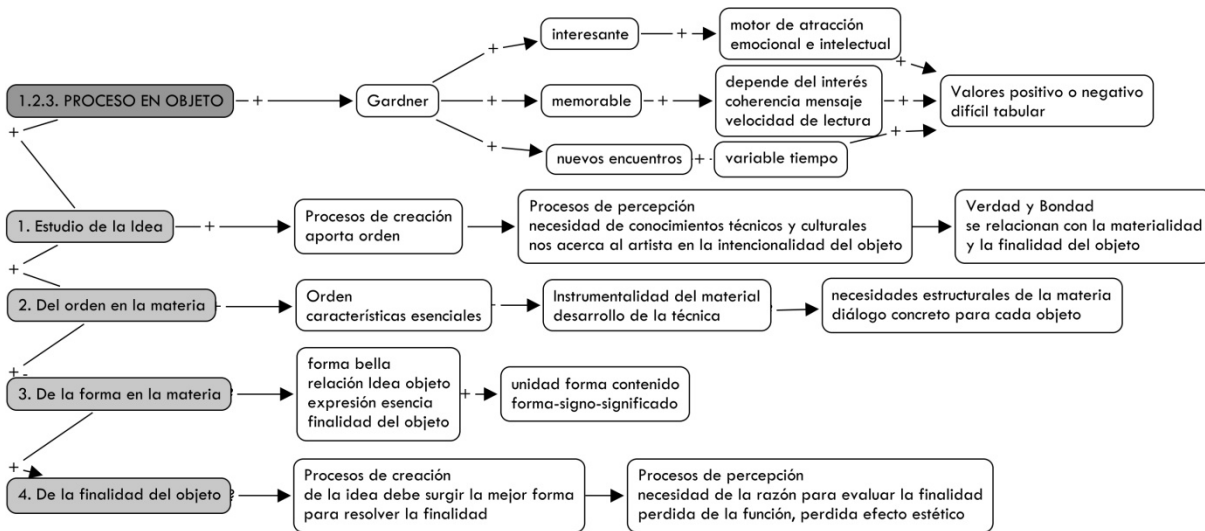 1.2.3. PROCESO EN OBJETO
+
Gardner
+
interesante
+
motor de atracción
emocional e intelectual
+
+
memorable
+
depende del interés
coherencia mensaje
velocidad de lectura
+
Valores positivo o negativo
difícil tabular
+
nuevos encuentros
+
variable tiempo
+
+
1. Estudio de la Idea
+
Procesos de creación
aporta orden
Procesos de percepción
necesidad de conocimientos técnicos y culturales
nos acerca al artista en la intencionalidad del objeto
Verdad y Bondad
se relacionan con la materialidad
y la finalidad del objeto
+
2. Del orden en la materia
Orden
características esenciales
Instrumentalidad del material
desarrollo de la técnica
necesidades estructurales de la materia
diálogo concreto para cada objeto
+-
3. De la forma en la materia
forma bella
relación Idea objeto
expresión esencia
finalidad del objeto
+
unidad forma contenido
forma-signo-significado
+
4. De la finalidad del objeto
Procesos de creación
de la idea debe surgir la mejor forma
para resolver la finalidad
Procesos de percepción
necesidad de la razón para evaluar la finalidad
perdida de la función, perdida efecto estético